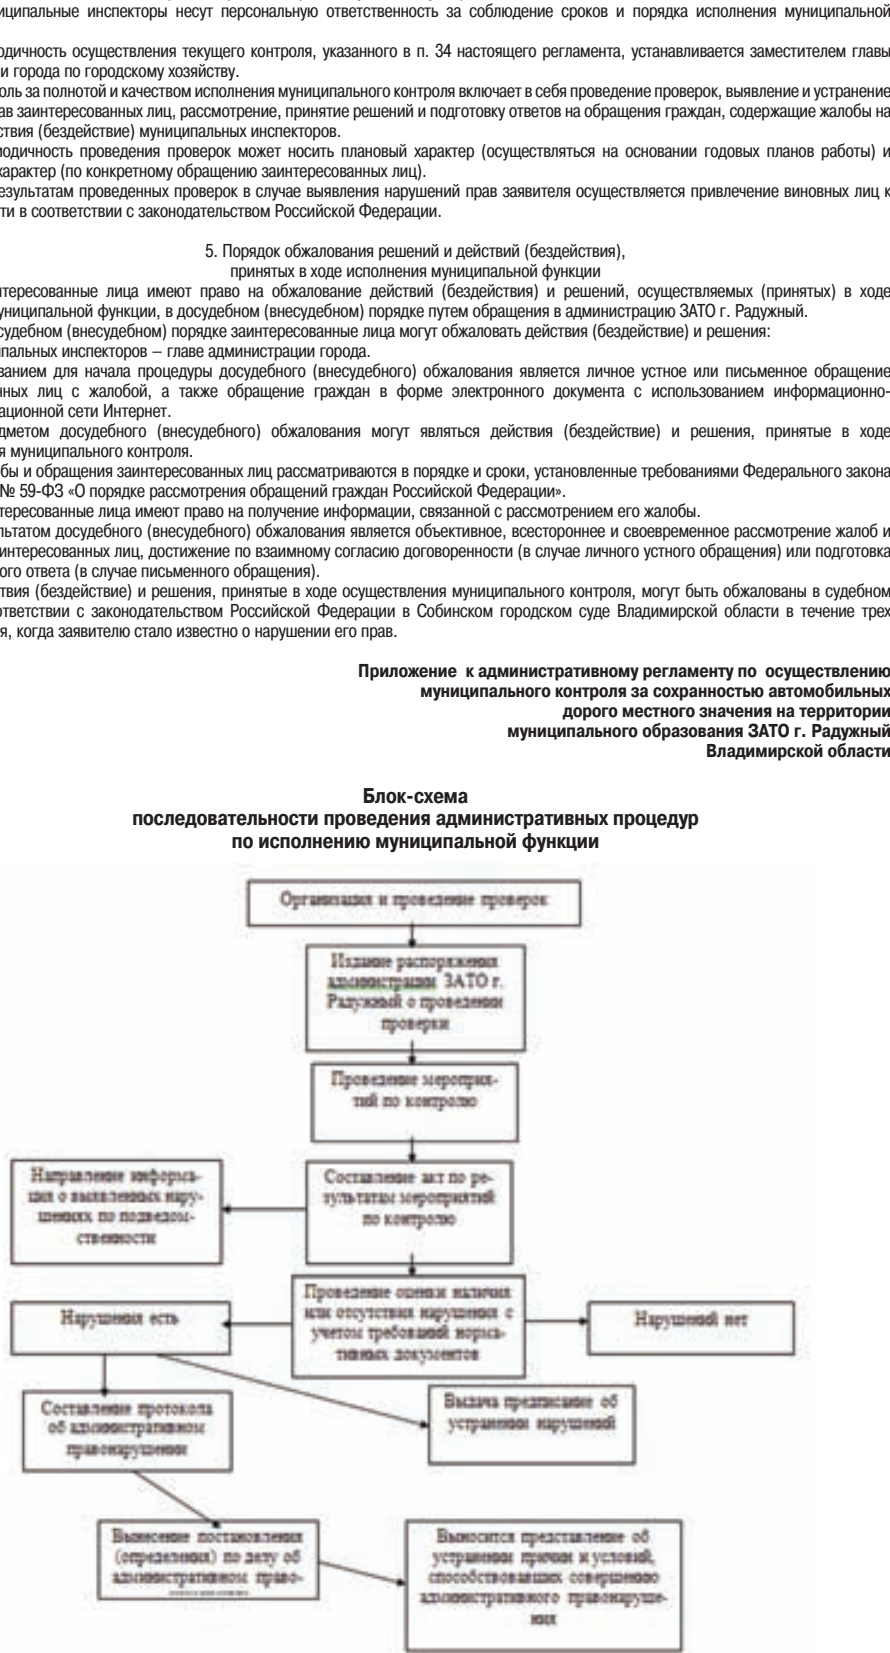 ниципальные инспекторы несут персональную ответственность за соблюдение сроков и порядка исполнения муниципальной
одичность осуществления текущего контроля, указанного в п. 34 настоящего регламента, устанавливается заместителем главы
и города по городскому хозяйству.
оль за полнотой и качеством исполнения муниципального контроля включает в себя проведение проверок, выявление и устранение
ав заинтересованных лиц, рассмотрение, принятие решений и подготовку ответов на обращения граждан, содержащие жалобы на
ствия (бездействие) муниципальных инспекторов.
иодичность проведения проверок может носить плановый характер (осуществляться на основании годовых планов работы) и
характер (по конкретному обращению заинтересованных лиц).
результатам проведенных проверок в случае выявления нарушений прав заявителя осуществляется привлечение виновных лиц к
ти в соответствии с законодательством Российской Федерации.
5. Порядок обжалования решений и действий (бездействия),
принятых в ходе исполнения муниципальной функции
нтересованные лица имеют право на обжалование действий (бездействия) и решений, осуществляемых (принятых) в ходе
униципальной функции, в досудебном (внесудебном) порядке путем обращения в администрацию ЗАТО г. Радужный.
судебном (внесудебном) порядке заинтересованные лица могут обжаловать действия (бездействие) и решения:
ипальных инспекторов – главе администрации города.
ванием для начала процедуры досудебного (внесудебного) обжалования является личное устное или письменное обращение
нных лиц с жалобой, а также обращение граждан в форме электронного документа с использованием информационно-
ационной сети Интернет.
дметом досудебного (внесудебного) обжалования могут являться действия (бездействие) и решения, принятые в ходе
я муниципального контроля.
бы и обращения заинтересованных лиц рассматриваются в порядке и сроки, установленные требованиями Федерального закона
№ 59-ФЗ «О порядке рассмотрения обращений граждан Российской Федерации».
тересованные лица имеют право на получение информации, связанной с рассмотрением его жалобы.
льтатом досудебного (внесудебного) обжалования является объективное, всестороннее и своевременное рассмотрение жалоб и
интересованных лиц, достижение по взаимному согласию договоренности (в случае личного устного обращения) или подготовка
ого ответа (в случае письменного обращения).
твия (бездействие) и решения, принятые в ходе осуществления муниципального контроля, могут быть обжалованы в судебном
ответствии с законодательством Российской Федерации в Собинском городском суде Владимирской области в течение трех
я, когда заявителю стало известно о нарушении его прав.
Приложение к административному регламенту по осуществлению
муниципального контроля за сохранностью автомобильных
дорого местного значения на территории
муниципального образования ЗАТО г. Радужный
Владимирской области
Блок-схема
последовательности проведения административных процедур
по исполнению муниципальной функции
Организация и проведение проверок
Издание распоряжения
администрации ЗАТО г.
Радужный о проведении
проверки
Проведение мероприя-
тий по контролю
Направление информа-
ция о выявленных нару-
шениях по подведом-
ственности
Составление акт по ре-
зультатам мероприятий
по контролю
Проведение оценки наличия
или отсутствия нарушения с
учетом требований норма-
тивных документов
Нарушения есть
Нарушений нет
Составление протокола
об административном
правонарушении
Выдача предписание об
устранении нарушений
Вынесение постановления
(определения) по делу об
административном право-
Выносится представление об
устранении причин и условий,
способствовавших совершению
административного правонаруше-
ния